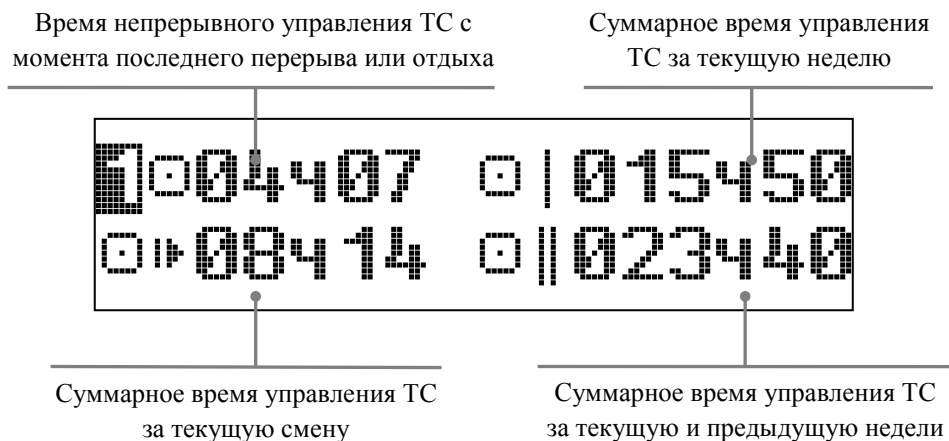 Время непрерывного управления ТС с
момента последнего перерыва или отдыха
Суммарное время управления
ТС за текущую неделю
1 04ч07 | 015ч50
08ч14 || 023ч40
Суммарное время управления ТС
за текущую смену
Суммарное время управления ТС
за текущую и предыдущую недели